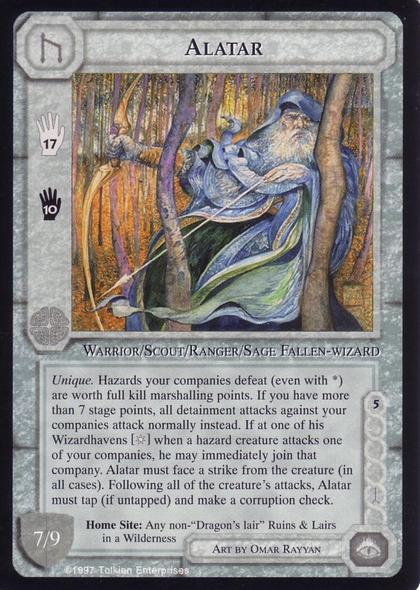 ALATAR
17
10
WARRIOR/SCOUT/RANGER/SAGE FALLEN-WIZARD
Unique. Hazards your companies defeat (even with *)
are worth full kill marshalling points. If you have more
than 7 stage points, all detainment attacks against your
companies attack normally instead. If at one of his
Wizardhavens [☼] when a hazard creature attacks one
of your companies, he may immediately join that
company. Alatar must face a strike from the creature (in
all cases). Following all of the creature's attacks, Alatar
must tap (if untapped) and make a corruption check.
5
Home Site: Any non-"Dragon's lair" Ruins & Lairs
in a Wilderness
7/9
ART BY OMAR RAYYAN
©1997 Tolkien Enterprises